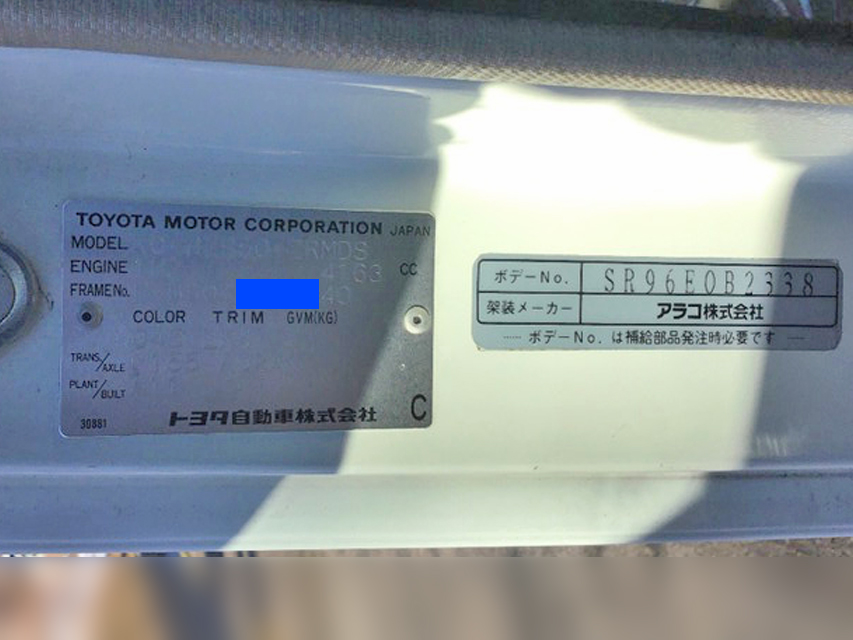 TOYOTA MOTOR CORPORATION JAPAN
MODEL
ENGINE 4163 CC
FRAME No.
COLOR TRIM GVM(KG)
TRANS/AXLE
PLANT/BUILT
30881 トヨタ自動車株式会社 C
ボデーNo. SR96E0B2338
架装メーカー アラコ株式会社
ボデーNo. は補給部品発注時必要です